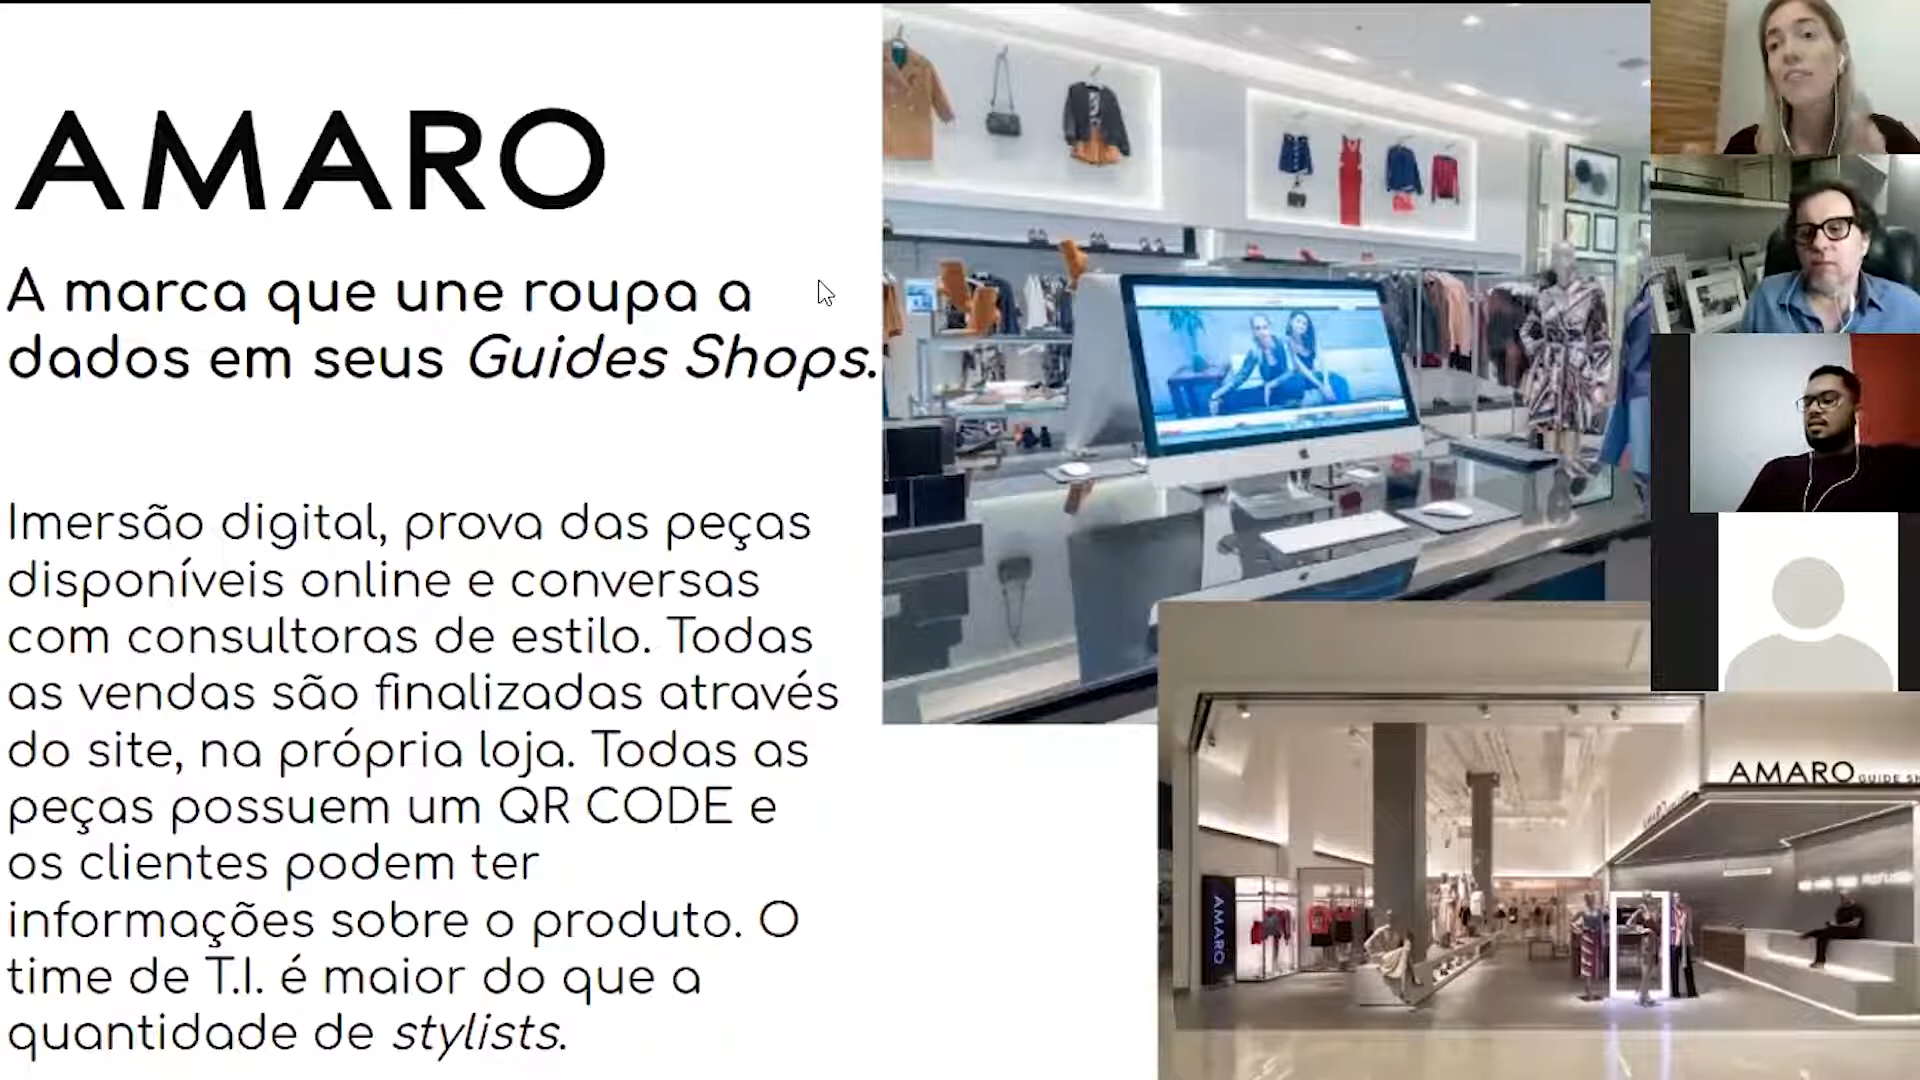 AMARO
A marca que une roupa a
dados em seus Guides Shops.
Imersão digital, prova das peças
disponíveis online e conversas
com consultoras de estilo. Todas
as vendas são finalizadas através
do site, na própria loja. Todas as
peças possuem um QR CODE e
os clientes podem ter
informações sobre o produto. O
time de T.I. é maior do que a
quantidade de stylists.
AMARO GUIDE SH
AMARO